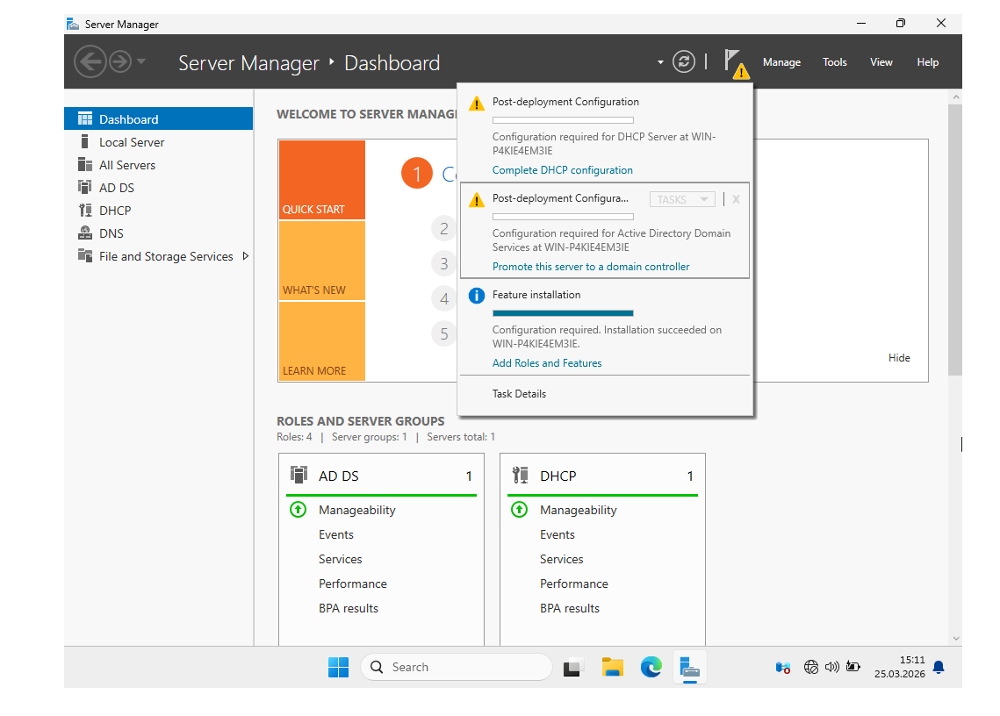 Server Manager
Server Manager ‣ Dashboard
Manage Tools View Help
Dashboard
Local Server
All Servers
AD DS
DHCP
DNS
File and Storage Services
WELCOME TO SERVER MANAG
QUICK START
WHAT'S NEW
LEARN MORE
1
2
3
4
5
Hide
Post-deployment Configuration
Configuration required for DHCP Server at WIN-
P4KIE4EM3IE
Complete DHCP configuration
Post-deployment Configura... TASKS X
Configuration required for Active Directory Domain
Services at WIN-P4KIE4EM3IE
Promote this server to a domain controller
Feature installation
Configuration required. Installation succeeded on
WIN-P4KIE4EM3IE.
Add Roles and Features
Task Details
ROLES AND SERVER GROUPS
Roles: 4 | Server groups: 1 | Servers total: 1
AD DS 1
Manageability
Events
Services
Performance
BPA results
DHCP 1
Manageability
Events
Services
Performance
BPA results
Search
15:11
25.03.2026